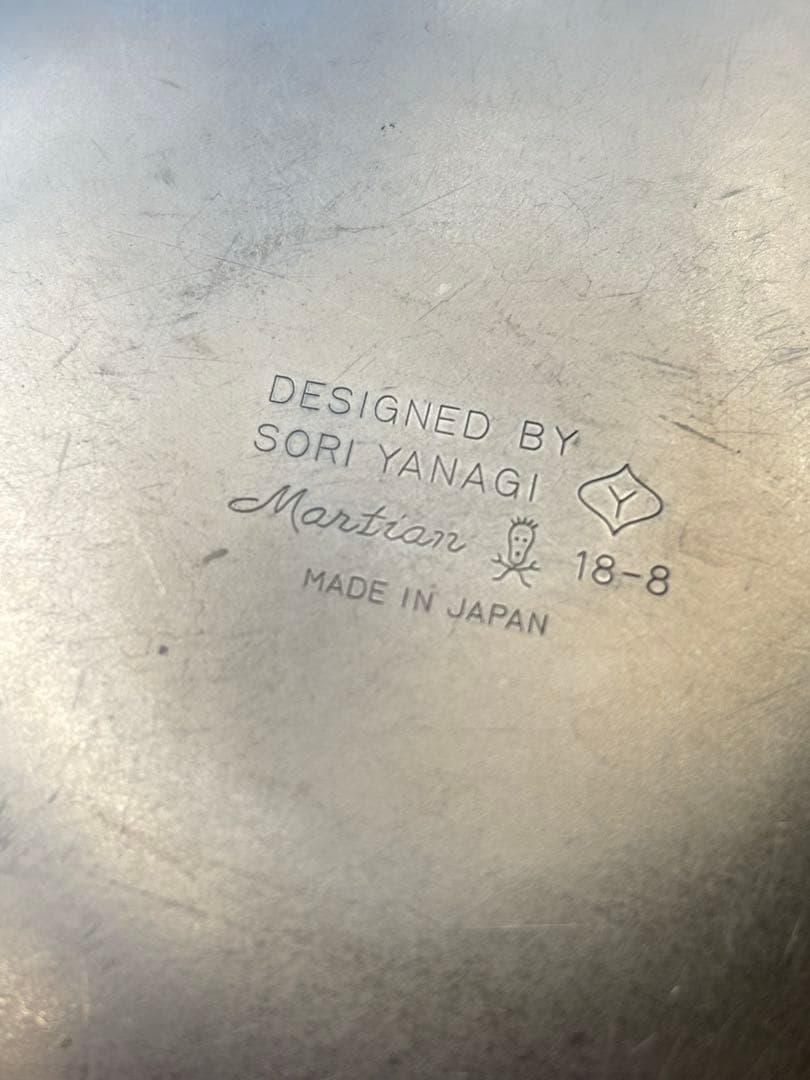 DESIGNED BY
SORI YANAGI
Y
Martian 18-8
MADE IN JAPAN